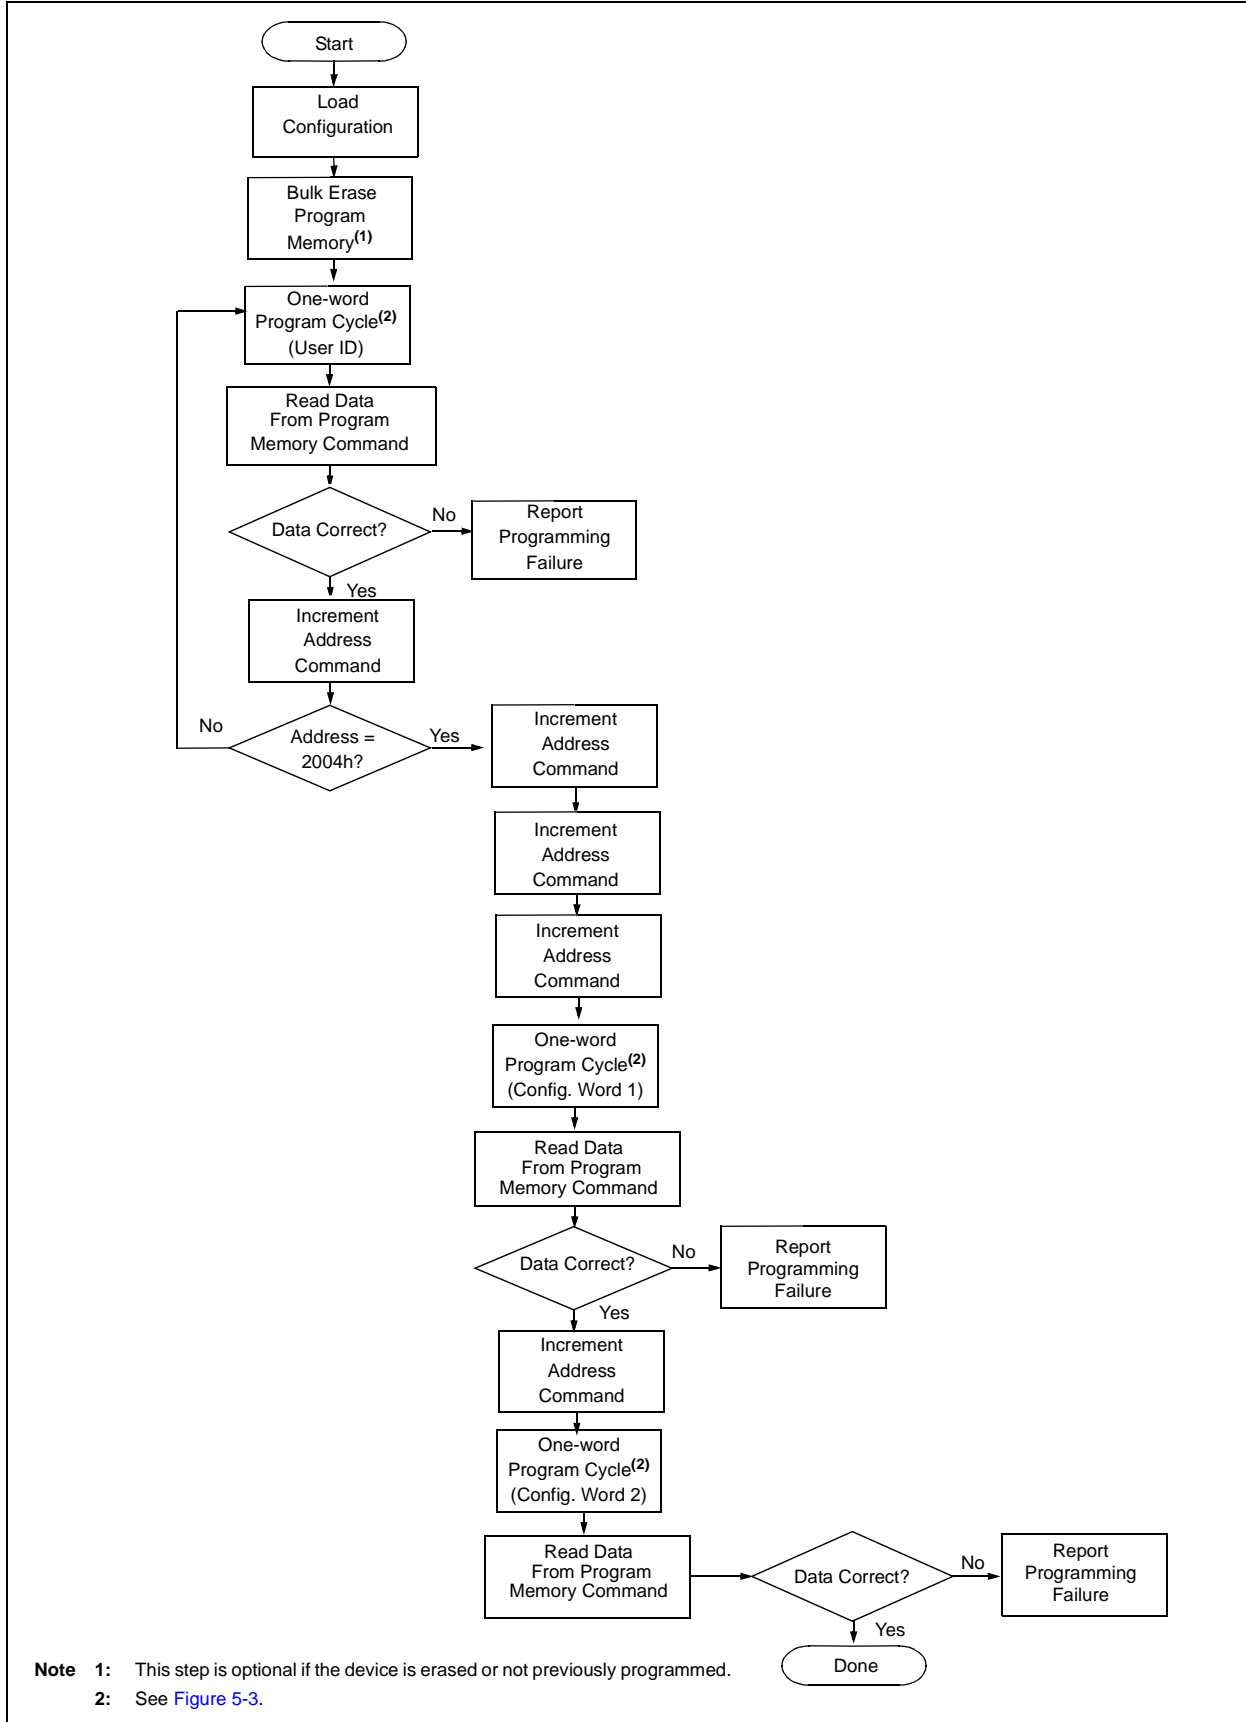 Start
Load
Configuration
Bulk Erase
Program
Memory(1)
One-word
Program Cycle(2)
(User ID)
Read Data
From Program
Memory Command
Data Correct?
No
Report
Programming
Failure
Yes
Increment
Address
Command
No
Address =
2004h?
Yes
Increment
Address
Command
Increment
Address
Command
Increment
Address
Command
One-word
Program Cycle(2)
(Config. Word 1)
Read Data
From Program
Memory Command
Data Correct?
No
Report
Programming
Failure
Yes
Increment
Address
Command
One-word
Program Cycle(2)
(Config. Word 2)
Read Data
From Program
Memory Command
Data Correct?
No
Report
Programming
Failure
Yes
Done
Note 1: This step is optional if the device is erased or not previously programmed.
2: See Figure 5-3.